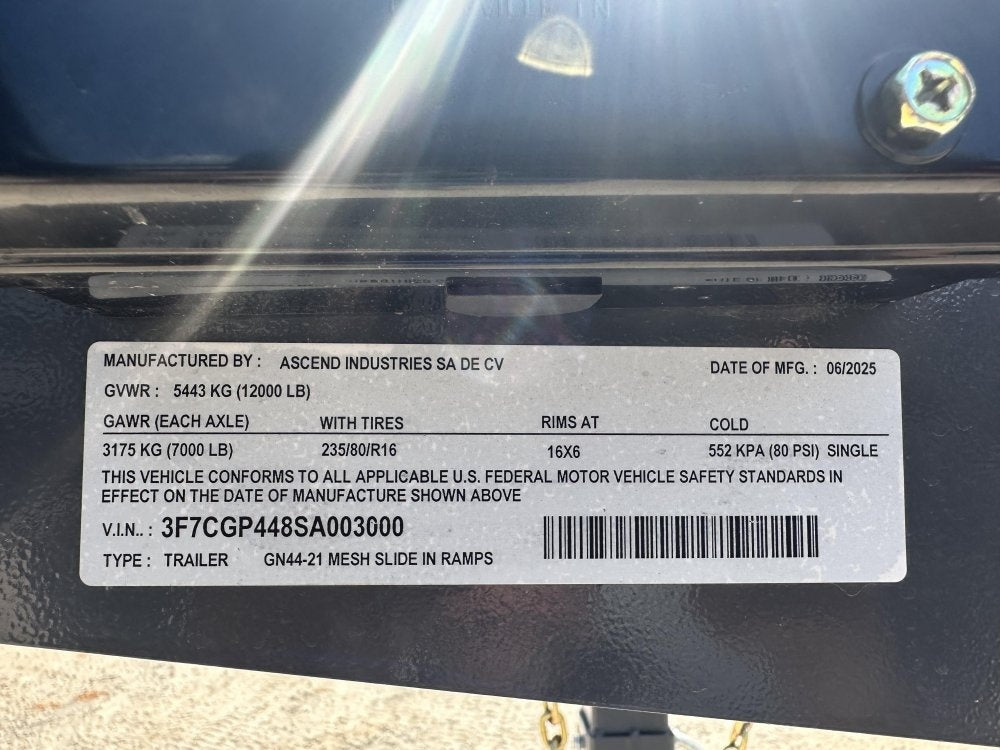 MANUFACTURED BY : ASCEND INDUSTRIES SA DE CV DATE OF MFG. : 06/2025
GVWR : 5443 KG (12000 LB)
GAWR (EACH AXLE) WITH TIRES RIMS AT COLD
3175 KG (7000 LB) 235/80/R16 16X6 552 KPA (80 PSI) SINGLE
THIS VEHICLE CONFORMS TO ALL APPLICABLE U.S. FEDERAL MOTOR VEHICLE SAFETY STANDARDS IN
EFFECT ON THE DATE OF MANUFACTURE SHOWN ABOVE
V.I.N.. : 3F7CGP448SA003000
TYPE : TRAILER GN44-21 MESH SLIDE IN RAMPS